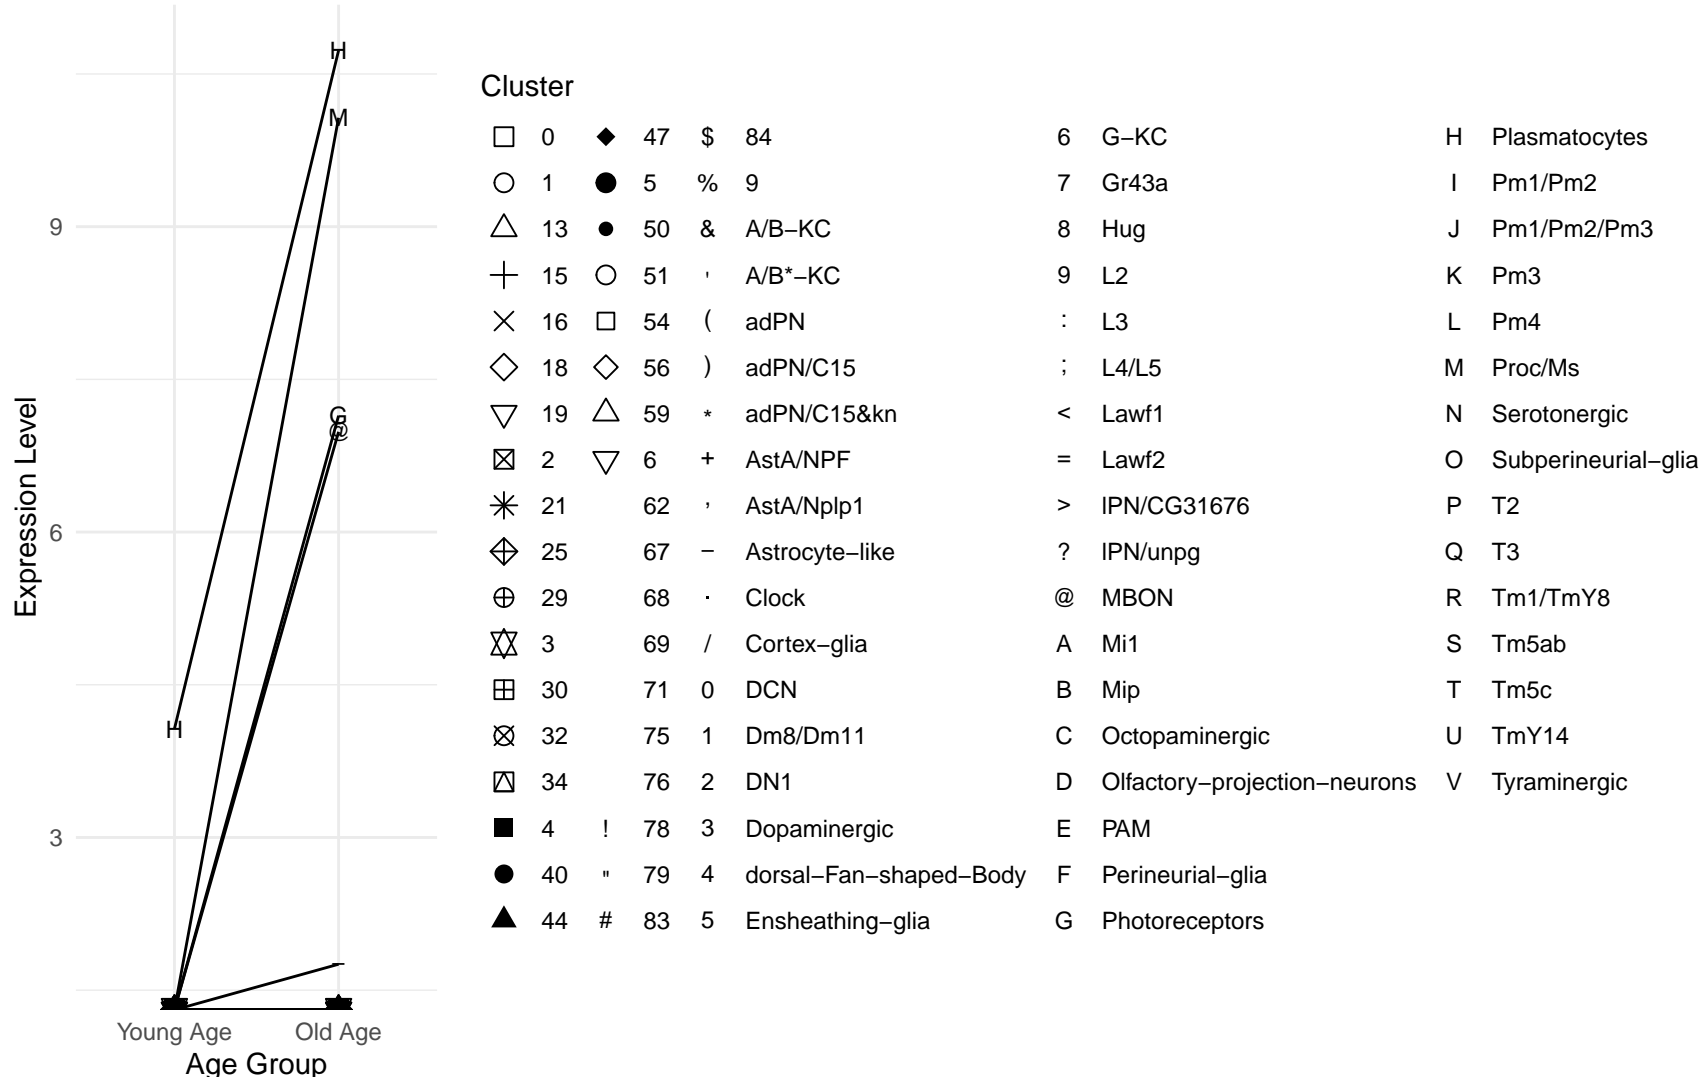 Cluster
0 47 $ 84 6 G−KC H Plasmatocytes
1 5 % 9 7 Gr43a I Pm1/Pm2
13 50 & A/B−KC 8 Hug J Pm1/Pm2/Pm3
15 51 ' A/B*−KC 9 L2 K Pm3
16 54 ( adPN : L3 L Pm4
18 56 ) adPN/C15 ; L4/L5 M Proc/Ms
19 59 * adPN/C15&kn < Lawf1 N Serotonergic
2 6 + AstA/NPF = Lawf2 O Subperineurial−glia
21 62 , AstA/Nplp1 > lPN/CG31676 P T2
25 67 − Astrocyte−like ? lPN/unpg Q T3
29 68 . Clock @ MBON R Tm1/TmY8
3 69 / Cortex−glia A Mi1 S Tm5ab
30 71 0 DCN B Mip T Tm5c
32 75 1 Dm8/Dm11 C Octopaminergic U TmY14
34 76 2 DN1 D Olfactory−projection−neurons V Tyraminergic
4 ! 78 3 Dopaminergic E PAM
40 " 79 4 dorsal−Fan−shaped−Body F Perineurial−glia
44 # 83 5 Ensheathing−glia G Photoreceptors
H
M
G
@
H
−
9
6
3
Expression Level
Young Age Old Age
Age Group